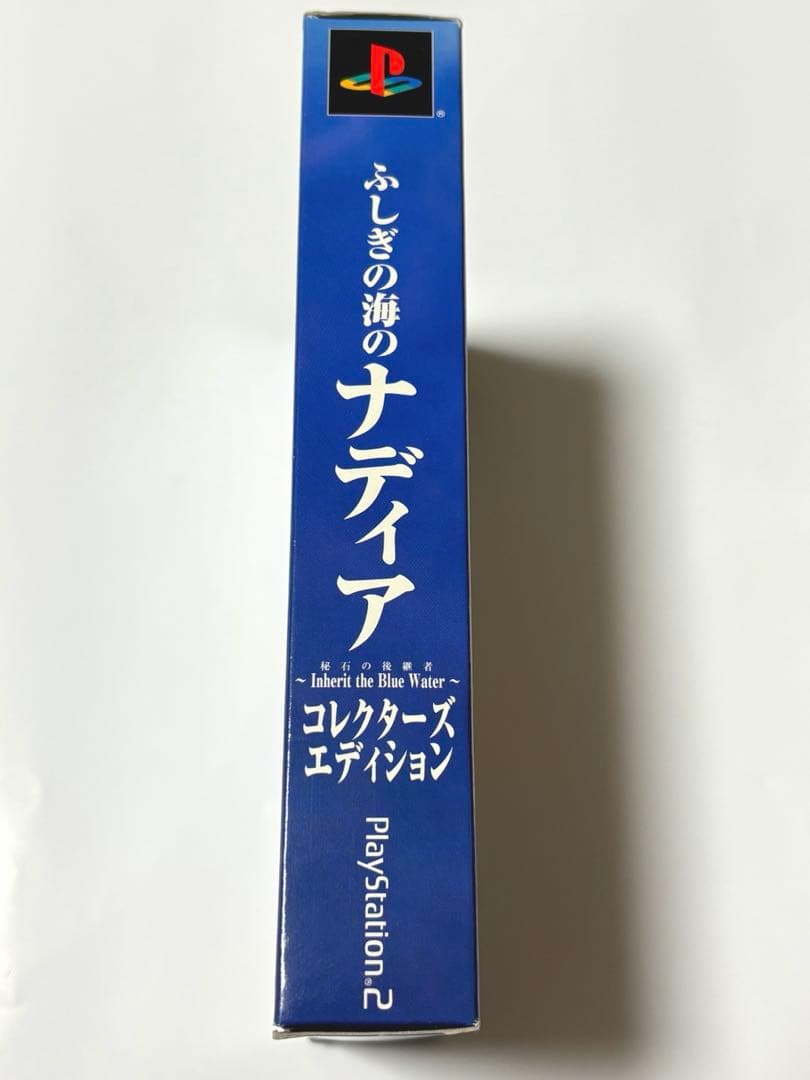 ®
ふしぎの海の
ナディア
秘石の後継者
～Inherit the Blue Water～
コレクターズ
エディション
PlayStation®2